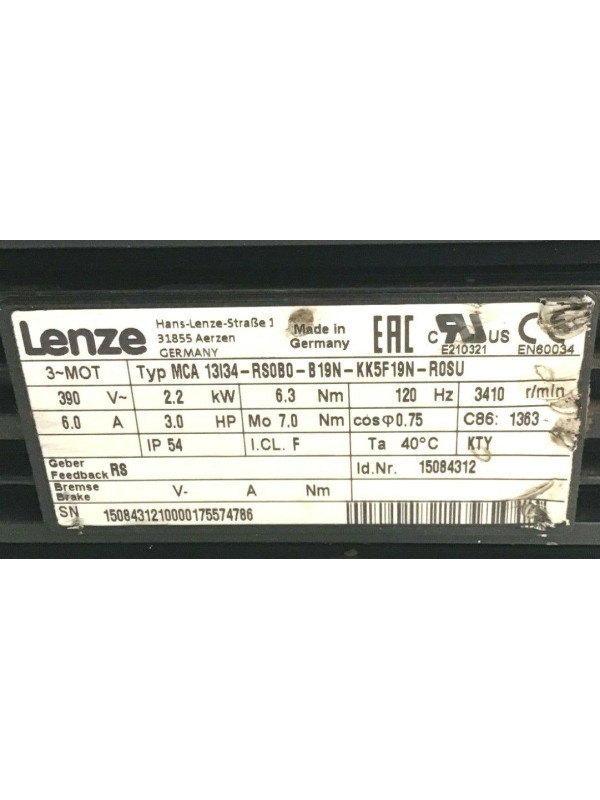 Lenze Hans-Lenze-Straße 1 31855 Aerzen GERMANY Made in Germany EAC c RU US CE
E210321 EN60034
3~MOT Typ MCA 13I34-RS0B0-B19N-KK5F19N-R0SU
390 V~ 2.2 kW 6.3 Nm 120 Hz 3410 r/min
6.0 A 3.0 HP Mo 7.0 Nm cosφ0.75 C86: 1363-
IP 54 I.CL. F Ta 40°C KTY
Geber
Feedback RS Id.Nr. 15084312
Bremse
Brake V- A Nm
SN 1508431210000175574786